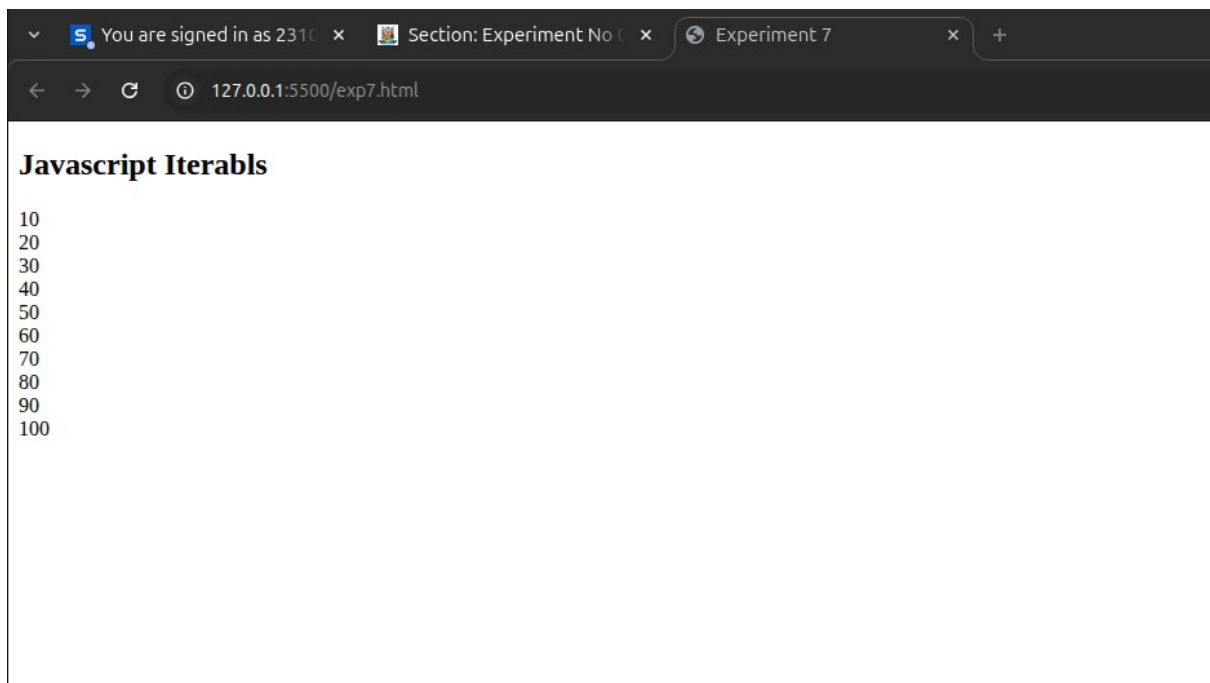 You are signed in as 231
Section: Experiment No
Experiment 7
127.0.0.1:5500/exp7.html
Javascript Iterabls
10
20
30
40
50
60
70
80
90
100